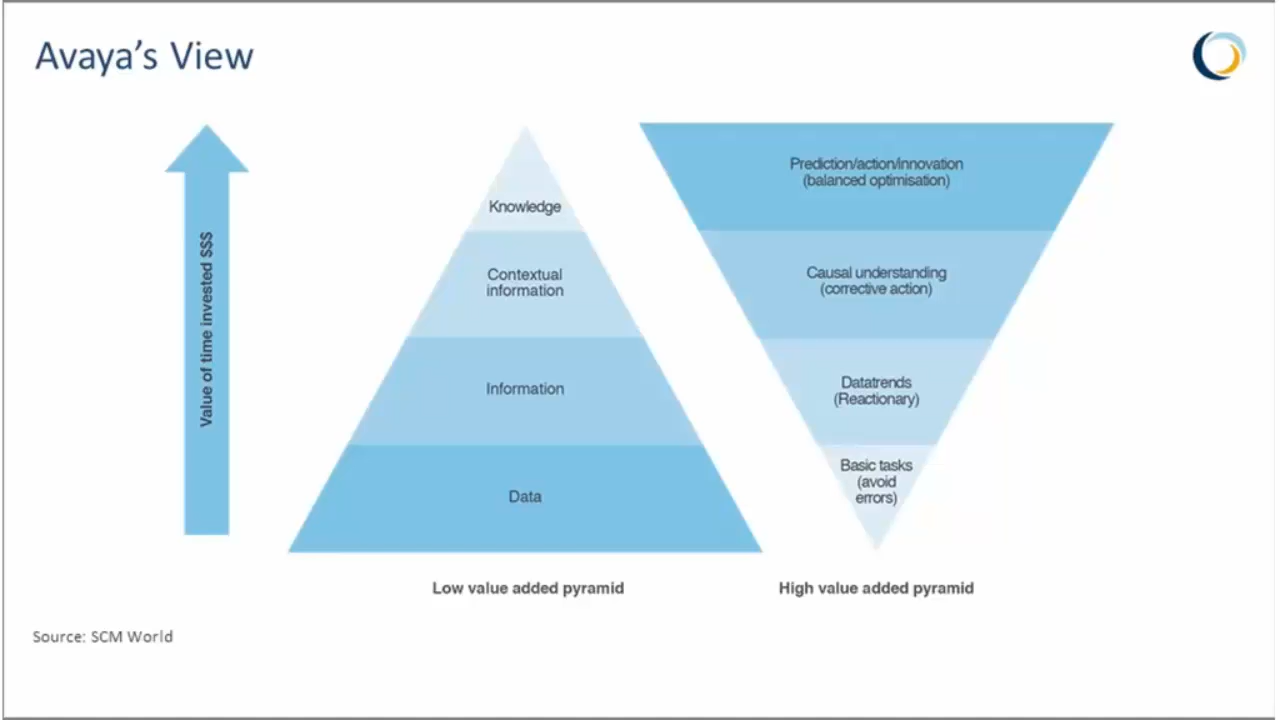 Avaya's View
Value of time invested $$$
Knowledge
Contextual
information
Information
Data
Low value added pyramid
Prediction/action/innovation
(balanced optimisation)
Causal understanding
(corrective action)
Datatrends
(Reactionary)
Basic tasks
(avoid
errors)
High value added pyramid
Source: SCM World